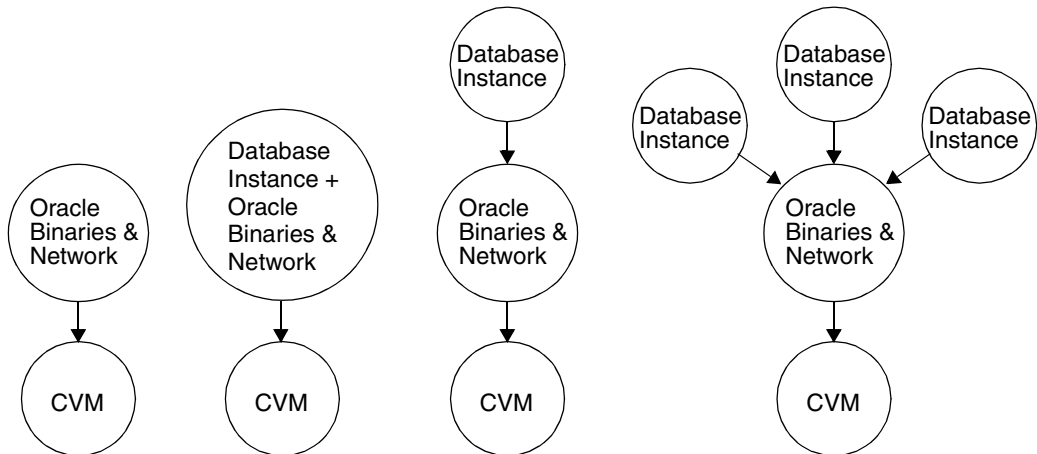 Oracle
Binaries &
Network
CVM
Database
Instance +
Oracle
Binaries &
Network
CVM
Database
Instance
Oracle
Binaries &
Network
CVM
Database
Instance
Database
Instance
Database
Instance
Oracle
Binaries &
Network
CVM